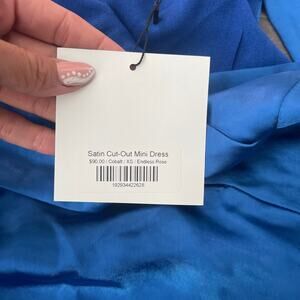 Satin Cut-Out Mini Dress
$90.00 / Cobalt / XS / Endless Rose
192934422628